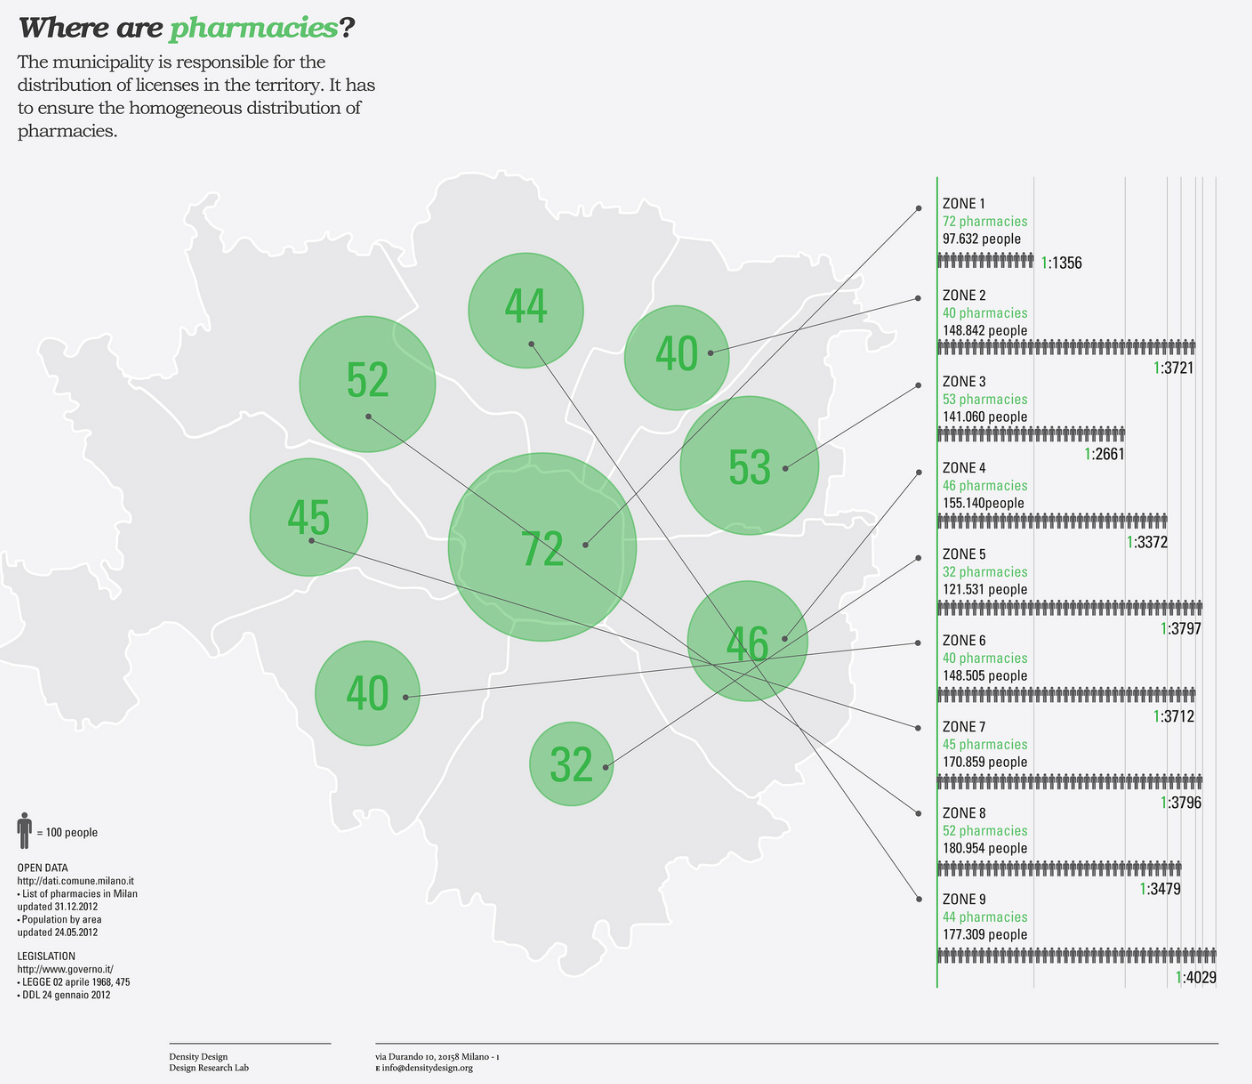 Where are pharmacies?
The municipality is responsible for the
distribution of licenses in the territory. It has
to ensure the homogeneous distribution of
pharmacies.
44
40
52
53
45
72
46
40
32
ZONE 1
72 pharmacies
97.632 people
1:1356
ZONE 2
40 pharmacies
148.842 people
1:3721
ZONE 3
53 pharmacies
141.060 people
1:2661
ZONE 4
46 pharmacies
155.140people
1:3372
ZONE 5
32 pharmacies
121.531 people
1:3797
ZONE 6
40 pharmacies
148.505 people
1:3712
ZONE 7
45 pharmacies
170.859 people
1:3796
ZONE 8
52 pharmacies
180.954 people
1:3479
ZONE 9
44 pharmacies
177.309 people
1:4029
= 100 people
OPEN DATA
http://dati.comune.milano.it
• List of pharmacies in Milan
updated 31.12.2012
• Population by area
updated 24.05.2012
LEGISLATION
http://www.governo.it/
• LEGGE 02 aprile 1968, 475
• DDL 24 gennaio 2012
Density Design
Design Research Lab
via Durando 10, 20158 Milano - 1
E info@densitydesign.org